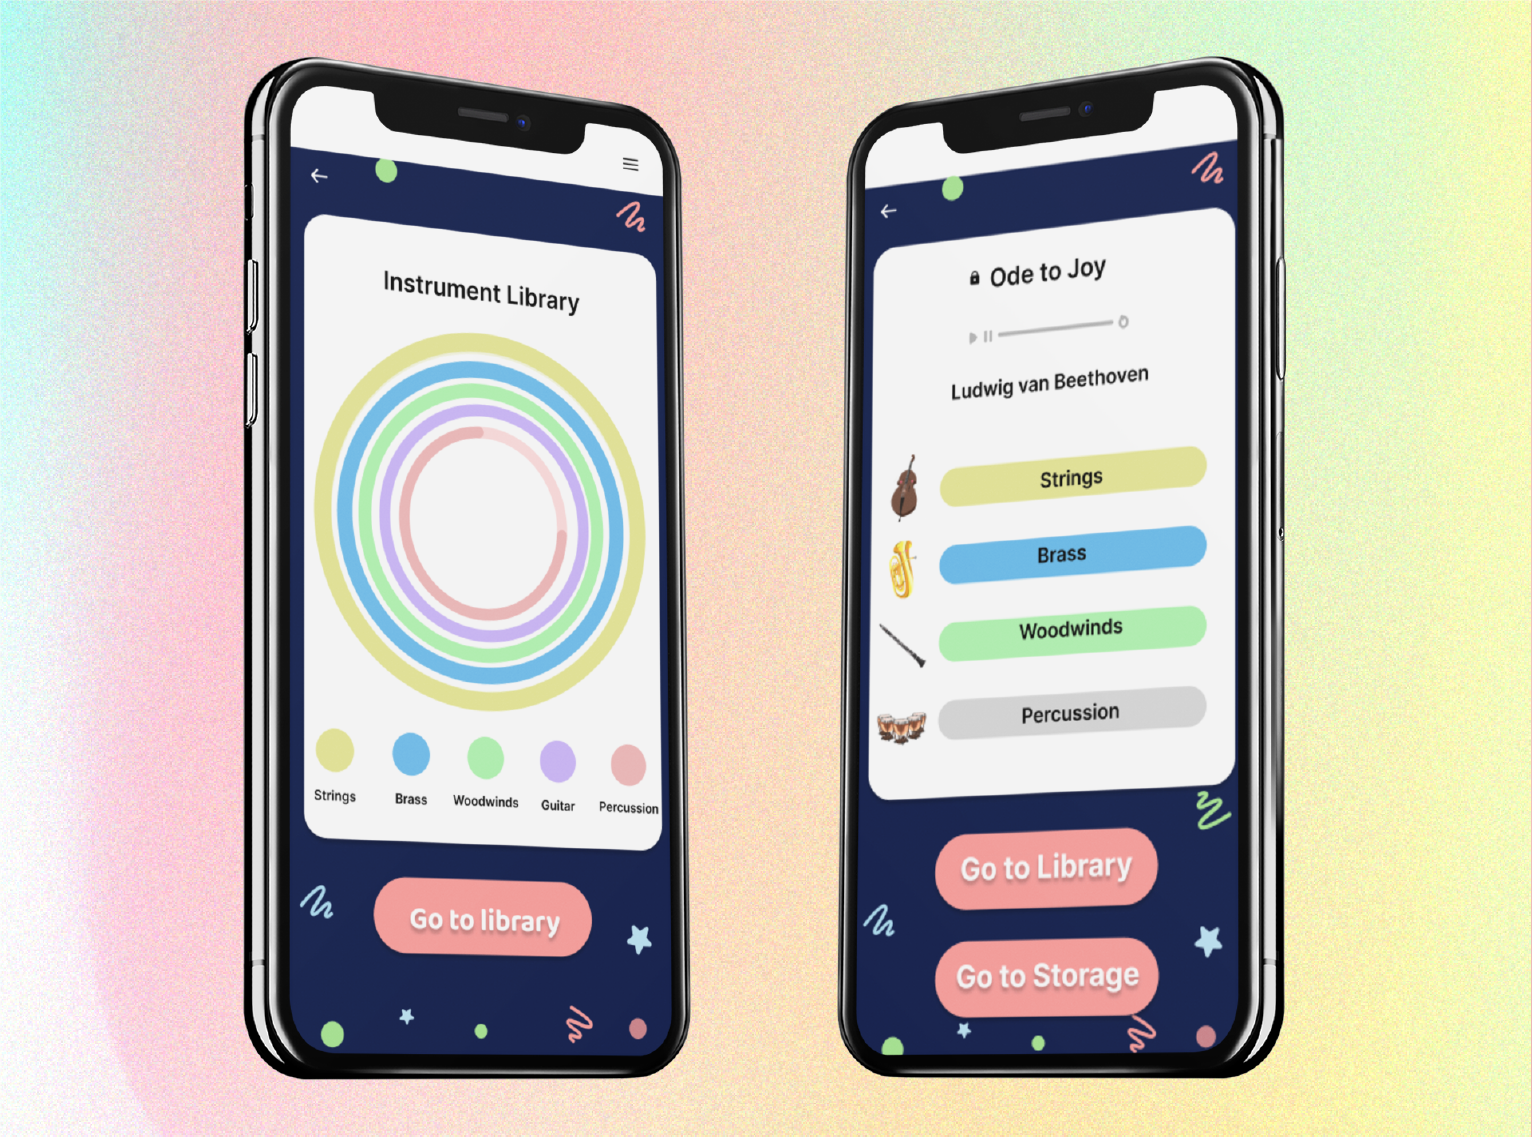 Instrument Library
Strings
Brass
Woodwinds
Guitar
Percussion
Go to library
Ode to Joy
Ludwig van Beethoven
Strings
Brass
Woodwinds
Percussion
Go to Library
Go to Storage